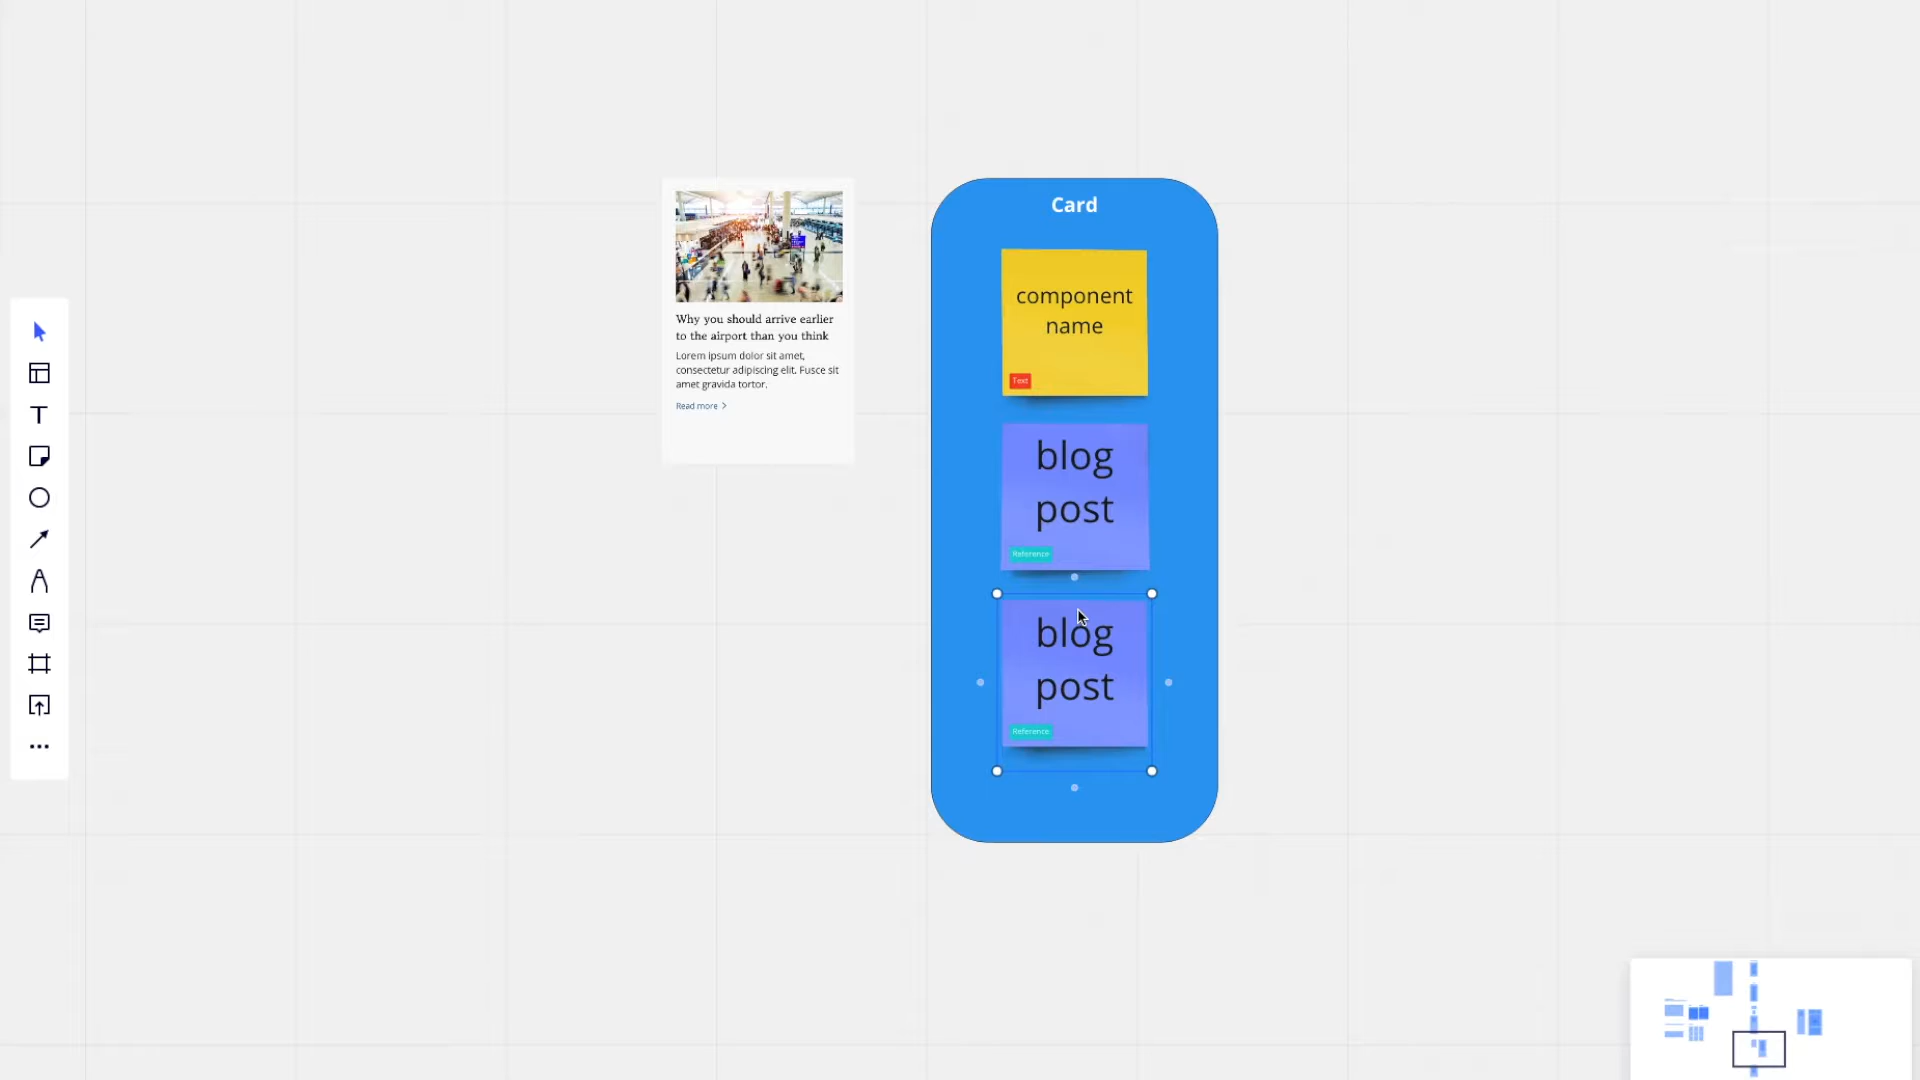 Why you should arrive earlier
to the airport than you think
Lorem ipsum dolor sit amet,
consectetur adipiscing elit. Fusce sit
amet gravida tortor.
Read more
Card
component
name
Text
blog
post
Reference
blog
post
Reference